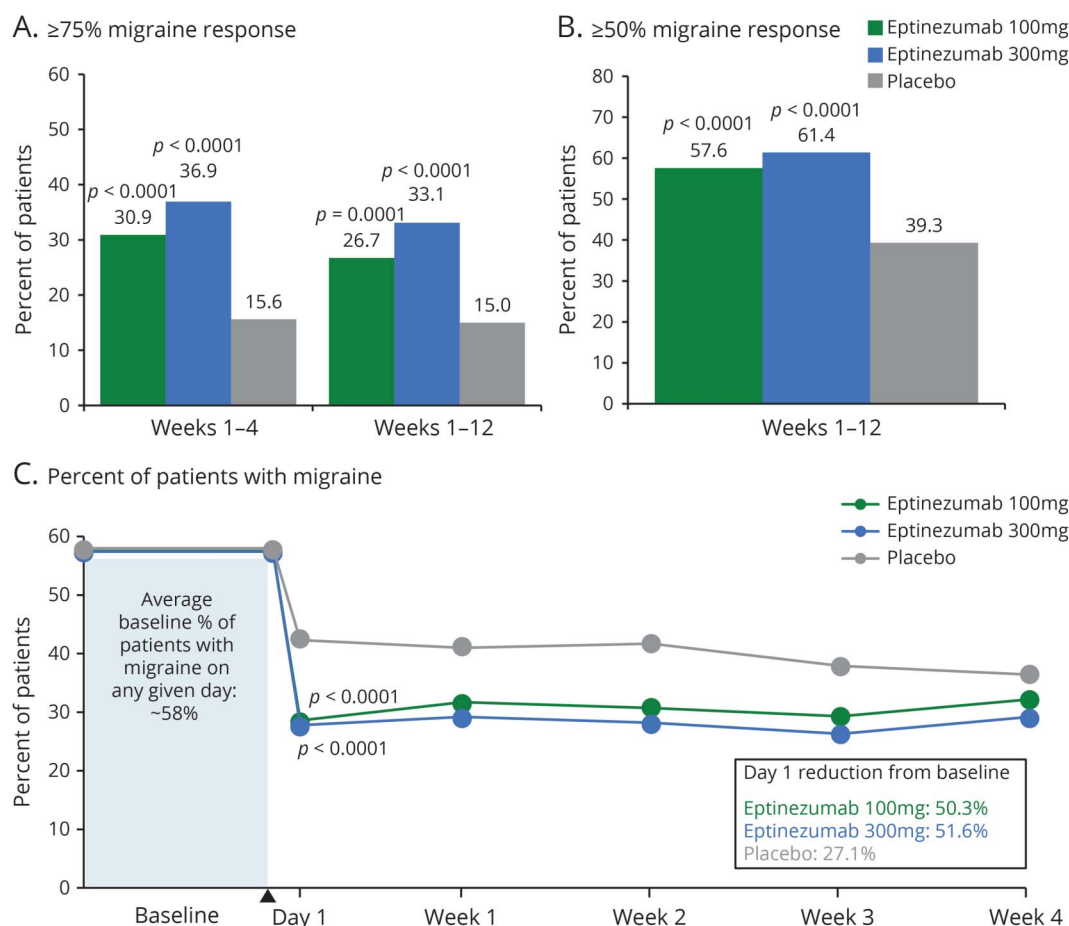 A. ≥75% migraine response
Percent of patients
60
50
40
30
20
10
0
p < 0.0001
30.9
p < 0.0001
36.9
15.6
p = 0.0001
26.7
p < 0.0001
33.1
15.0
Weeks 1–4
Weeks 1–12
B. ≥50% migraine response
Eptinezumab 100mg
Eptinezumab 300mg
Placebo
Percent of patients
80
70
60
50
40
30
20
10
0
p < 0.0001
57.6
p < 0.0001
61.4
39.3
Weeks 1–12
C. Percent of patients with migraine
Eptinezumab 100mg
Eptinezumab 300mg
Placebo
Percent of patients
60
50
40
30
20
10
0
Average
baseline % of
patients with
migraine on
any given day:
~58%
p < 0.0001
p < 0.0001
Day 1 reduction from baseline
Eptinezumab 100mg: 50.3%
Eptinezumab 300mg: 51.6%
Placebo: 27.1%
Baseline
Day 1
Week 1
Week 2
Week 3
Week 4